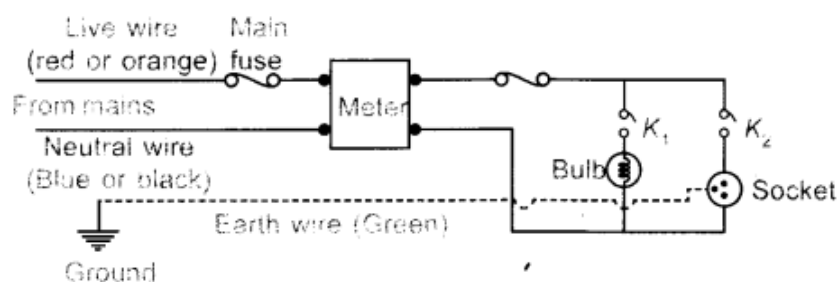 Live wire
(red or orange)
Main
fuse
From mains
Meter
Neutral wire
(Blue or black)
K1
K2
Bulb
Socket
Earth wire (Green)
Ground